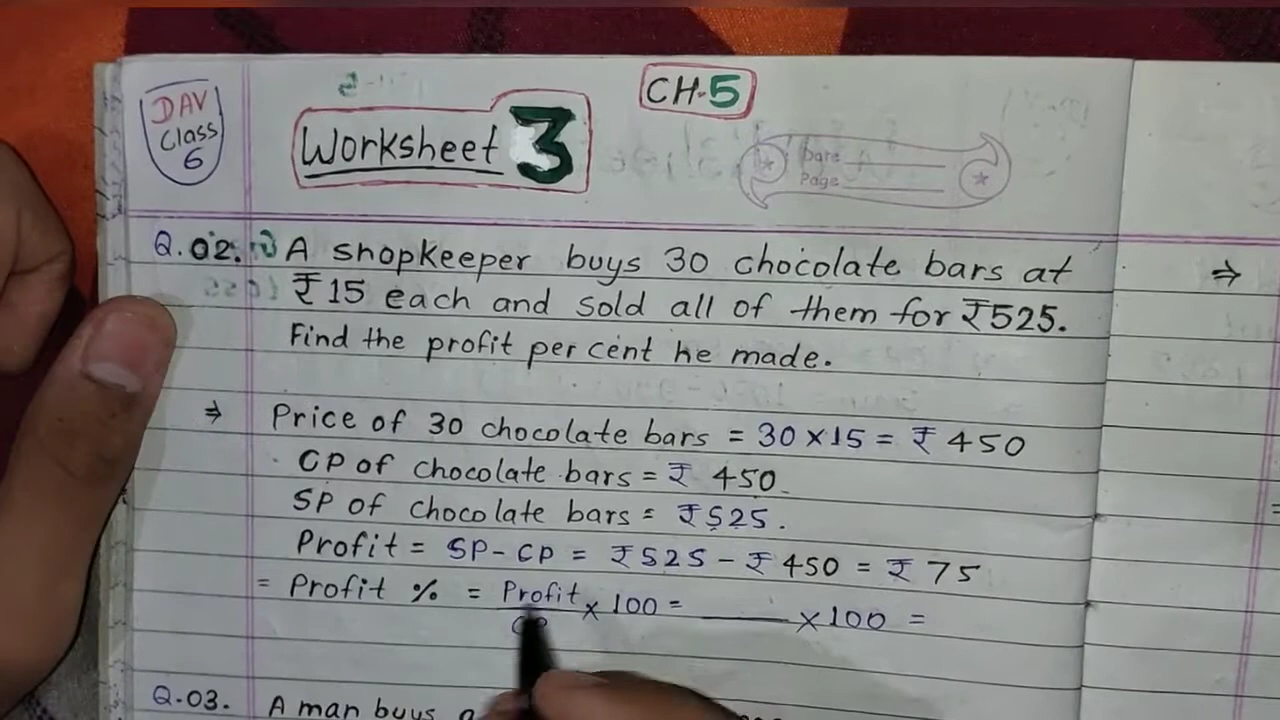 CH-5
DAV
Class
6
Worksheet 3
Date
Page
Q.02. A shopkeeper buys 30 chocolate bars at
₹15 each and sold all of them for ₹525.
Find the profit per cent he made.
⇒ Price of 30 chocolate bars = 30×15 = ₹ 450
CP of chocolate bars = ₹ 450
SP of chocolate bars = ₹525.
Profit = SP - CP = ₹525 - ₹ 450 = ₹ 75
= Profit % = Profit/CP × 100 = ____ × 100 =
Q.03. A man buys